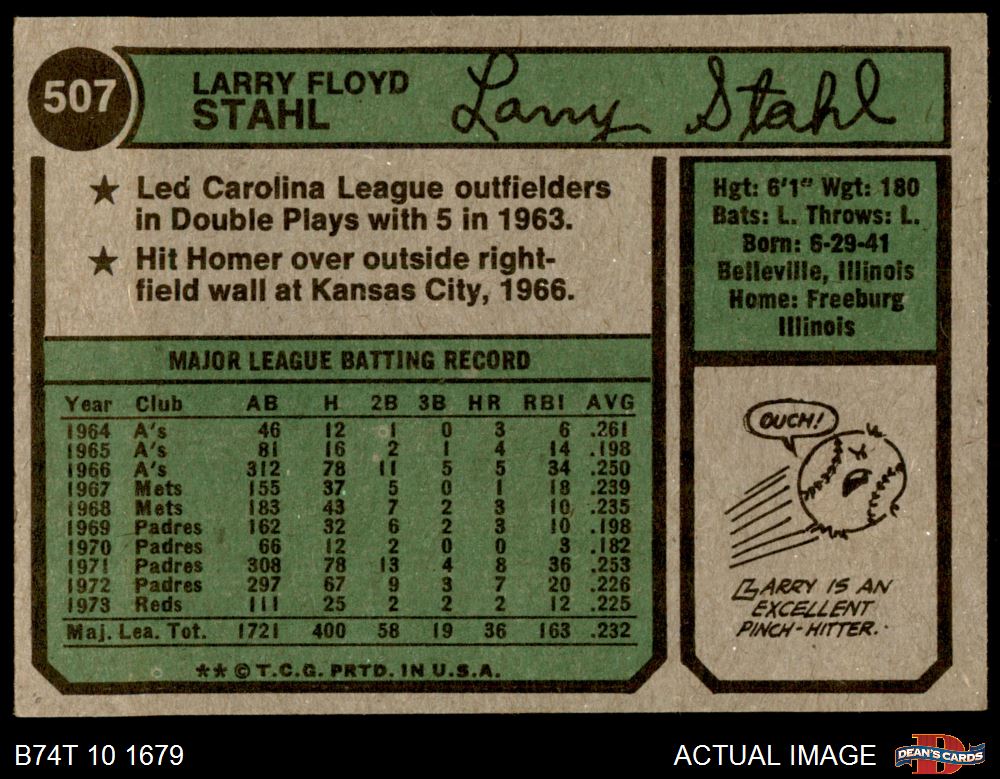 507
LARRY FLOYD
STAHL
Larry Stahl
★ Led Carolina League outfielders
in Double Plays with 5 in 1963.
★ Hit Homer over outside right-
field wall at Kansas City, 1966.
Hgt: 6'1" Wgt: 180
Bats: L. Throws: L.
Born: 6-29-41
Belleville, Illinois
Home: Freeburg
Illinois
MAJOR LEAGUE BATTING RECORD
Year Club AB H 2B 3B HR RBI AVG
1964 A's 46 12 1 0 3 6 .261
1965 A's 81 16 2 1 4 14 .198
1966 A's 312 78 11 5 5 34 .250
1967 Mets 155 37 5 0 1 18 .239
1968 Mets 183 43 7 2 3 10 .235
1969 Padres 162 32 6 2 3 10 .198
1970 Padres 66 12 2 0 0 3 .182
1971 Padres 308 78 13 4 8 36 .253
1972 Padres 297 67 9 3 7 20 .226
1973 Reds 111 25 2 2 2 12 .225
Maj. Lea. Tot. 1721 400 58 19 36 163 .232
** © T.C.G. PRTD. IN U.S.A.
OUCH!
LARRY IS AN
EXCELLENT
PINCH-HITTER.
B74T 10 1679
ACTUAL IMAGE
DEAN'S CARDS